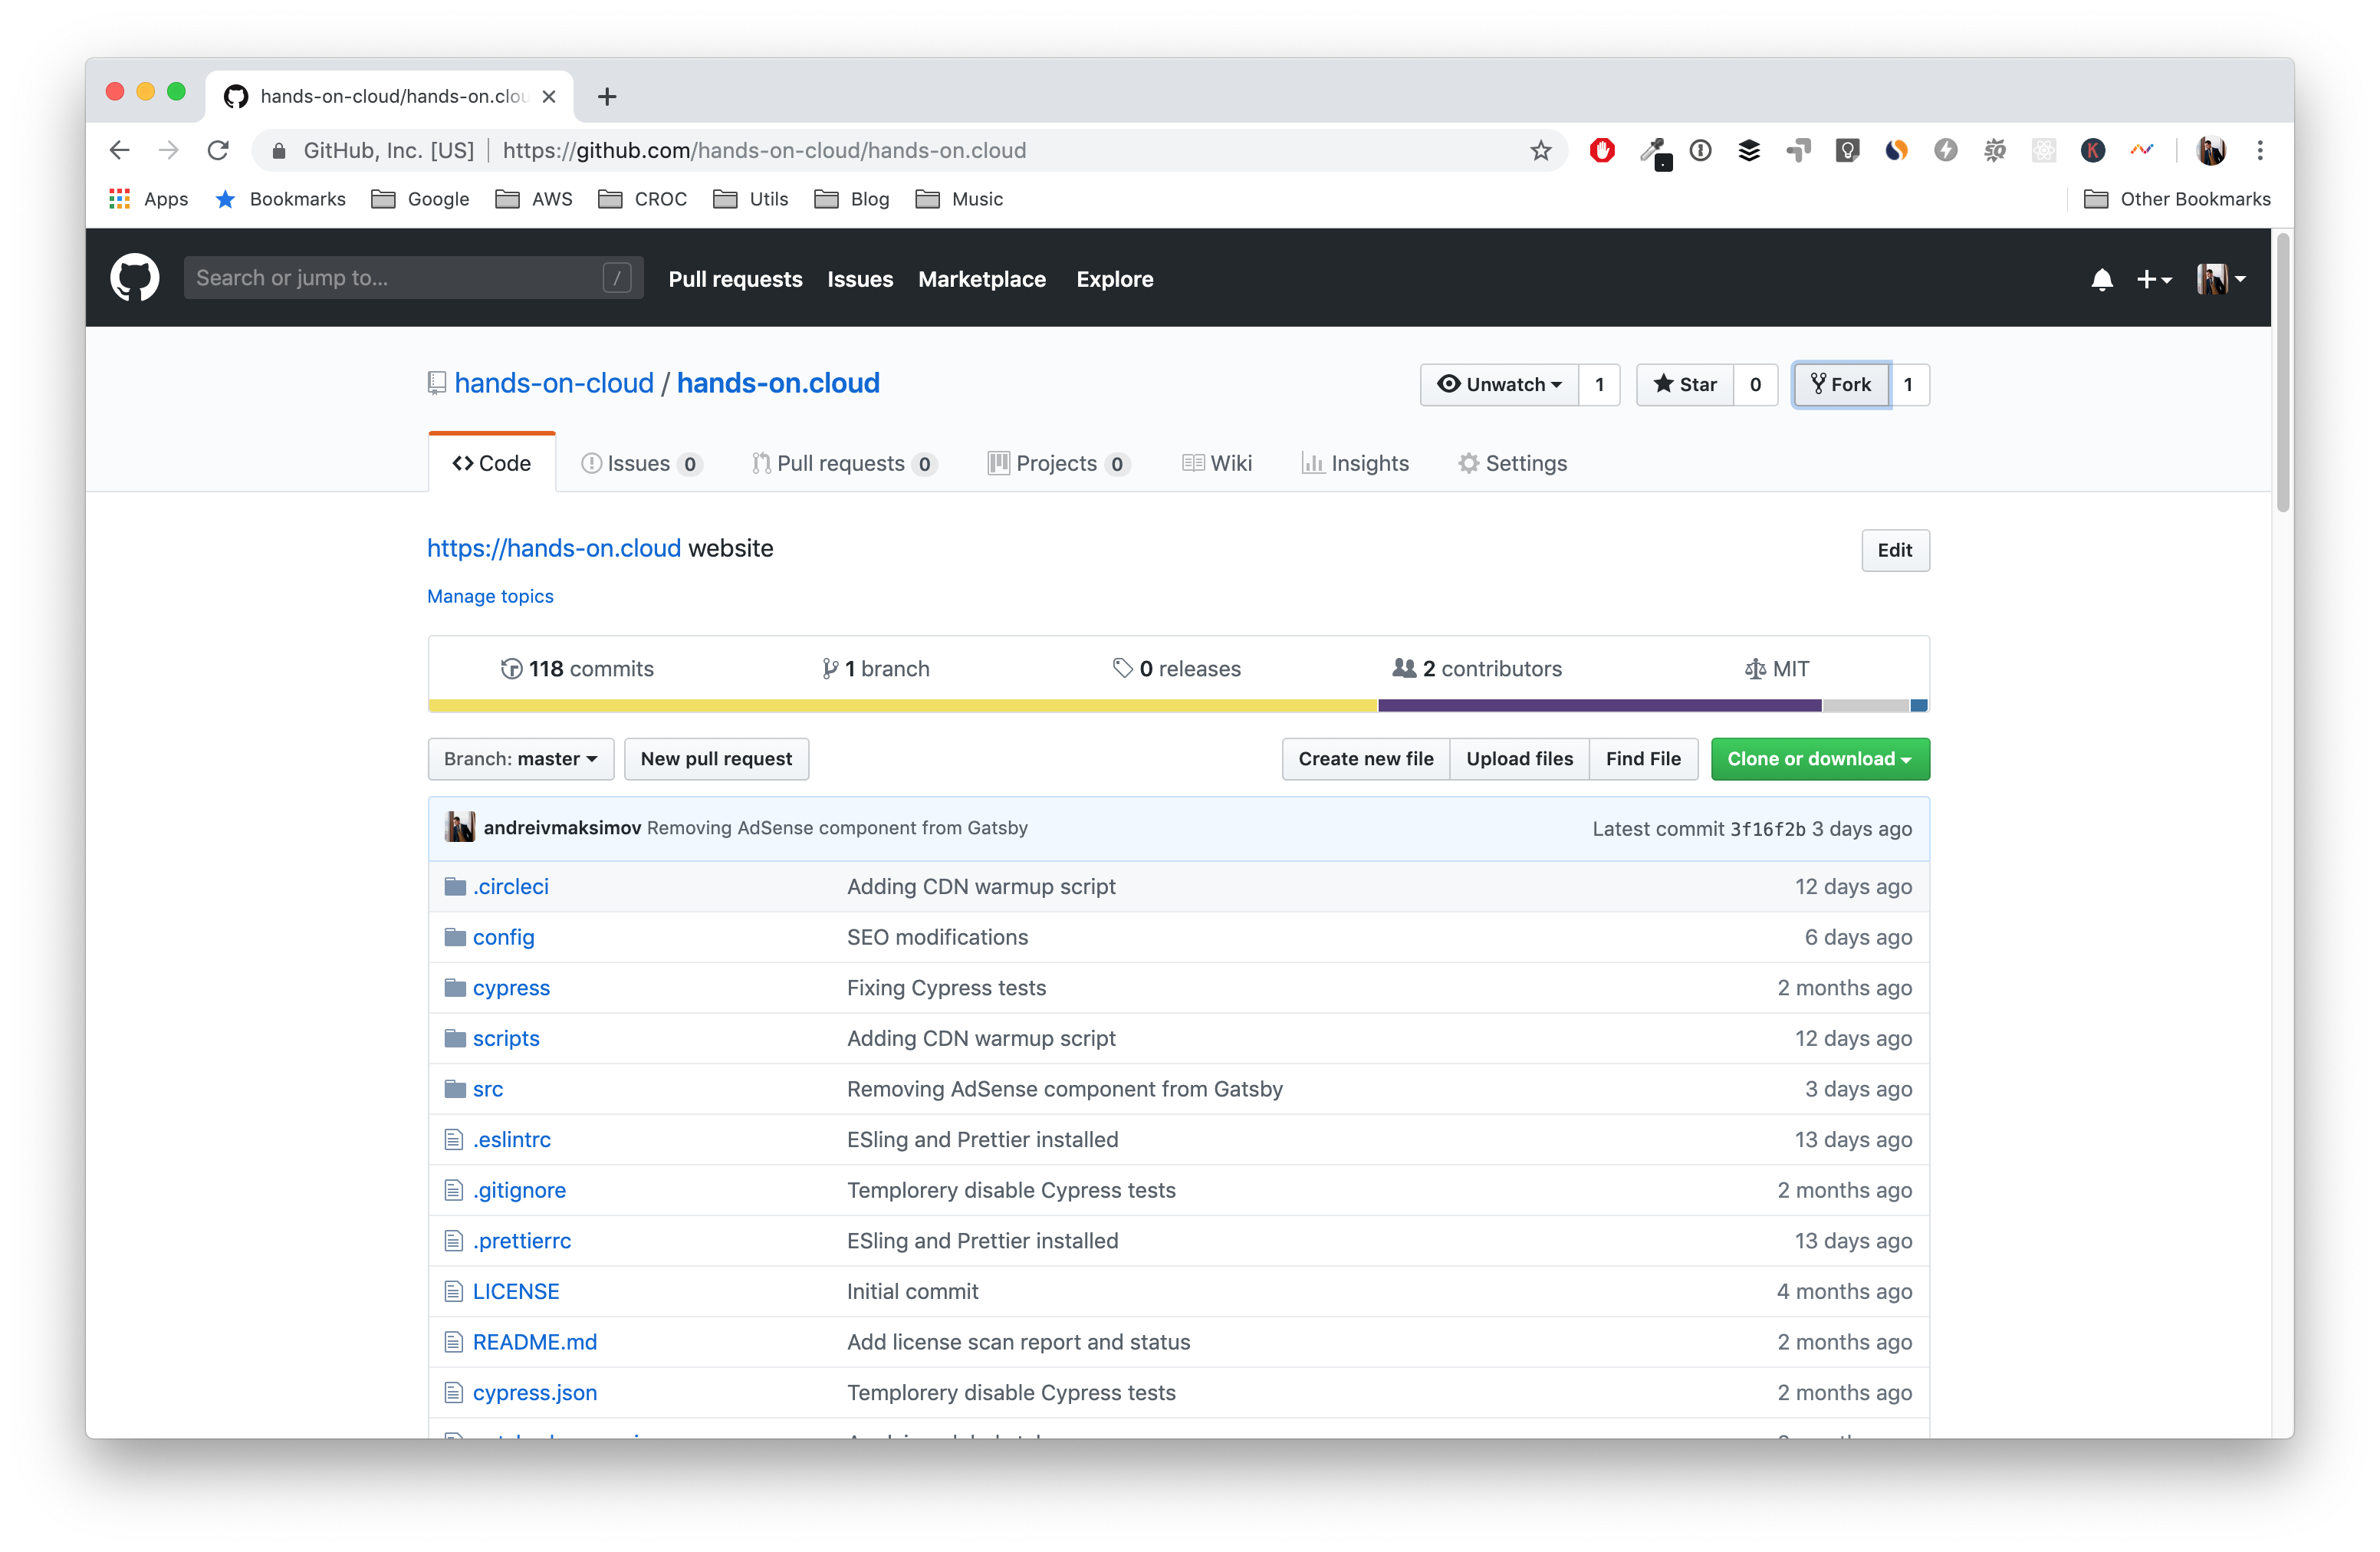 hands-on-cloud/hands-on.clou
GitHub, Inc. [US] https://github.com/hands-on-cloud/hands-on.cloud
Apps Bookmarks Google AWS CROC Utils Blog Music Other Bookmarks
Search or jump to... / Pull requests Issues Marketplace Explore
hands-on-cloud / hands-on.cloud Unwatch 1 Star 0 Fork 1
Code Issues 0 Pull requests 0 Projects 0 Wiki Insights Settings
https://hands-on.cloud website Edit
Manage topics
118 commits 1 branch 0 releases 2 contributors MIT
Branch: master New pull request Create new file Upload files Find File Clone or download
andreivmaksimov Removing AdSense component from Gatsby Latest commit 3f16f2b 3 days ago
.circleci Adding CDN warmup script 12 days ago
config SEO modifications 6 days ago
cypress Fixing Cypress tests 2 months ago
scripts Adding CDN warmup script 12 days ago
src Removing AdSense component from Gatsby 3 days ago
.eslintrc ESling and Prettier installed 13 days ago
.gitignore Templorery disable Cypress tests 2 months ago
.prettierrc ESling and Prettier installed 13 days ago
LICENSE Initial commit 4 months ago
README.md Add license scan report and status 2 months ago
cypress.json Templorery disable Cypress tests 2 months ago